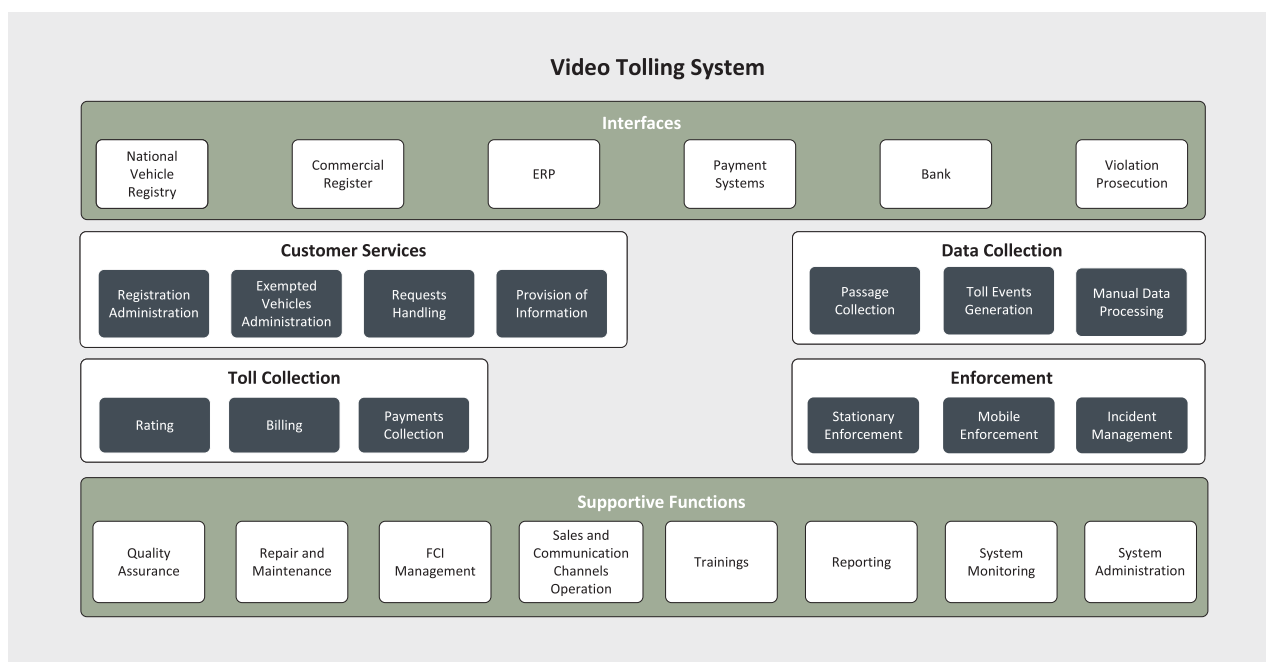 Video Tolling System
Interfaces
National
Vehicle
Registry
Commercial
Register
ERP
Payment
Systems
Bank
Violation
Prosecution
Customer Services
Registration
Administration
Exempted
Vehicles
Administration
Requests
Handling
Provision of
Information
Data Collection
Passage
Collection
Toll Events
Generation
Manual Data
Processing
Toll Collection
Rating
Billing
Payments
Collection
Enforcement
Stationary
Enforcement
Mobile
Enforcement
Incident
Management
Supportive Functions
Quality
Assurance
Repair and
Maintenance
FCI
Management
Sales and
Communication
Channels
Operation
Trainings
Reporting
System
Monitoring
System
Administration